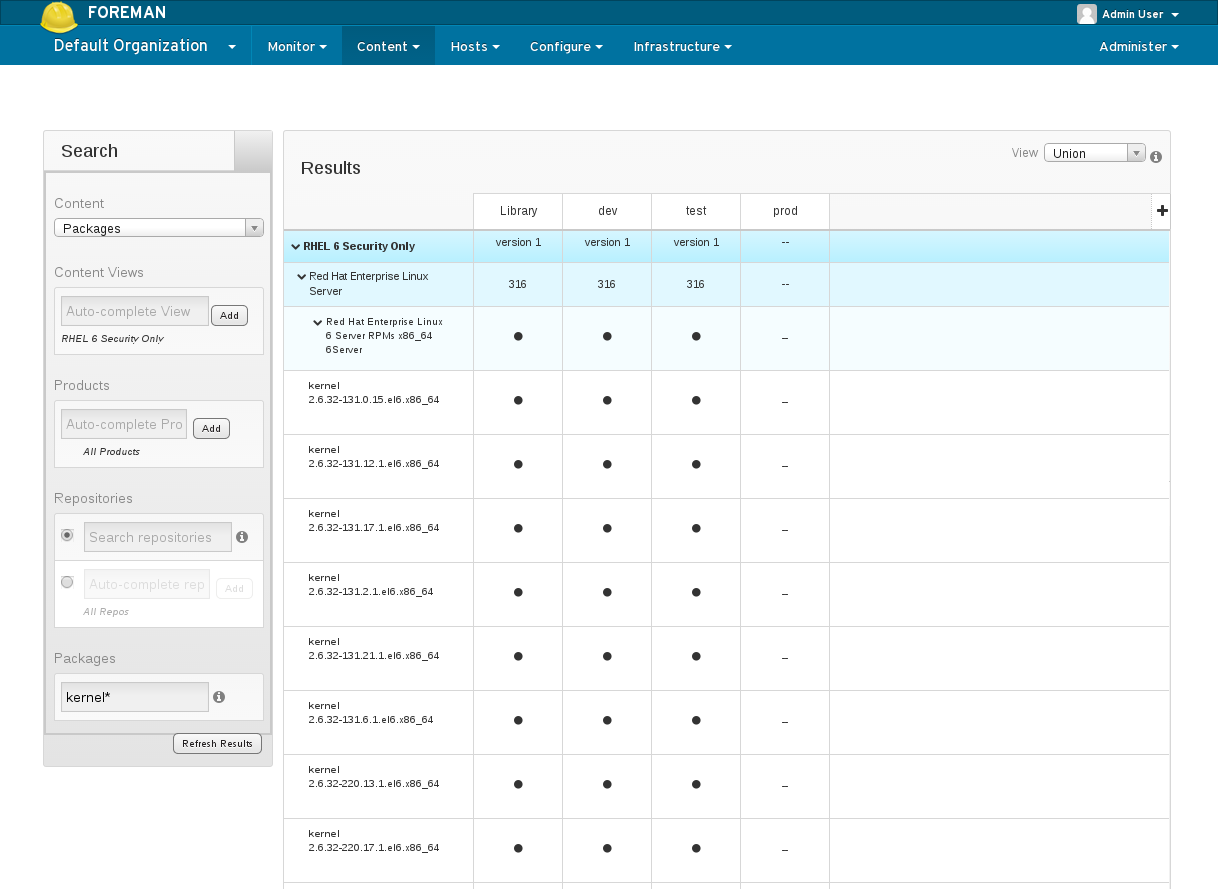 FOREMAN
Admin User
Default Organization
Monitor
Content
Hosts
Configure
Infrastructure
Administer
Search
Content
Packages
Content Views
Auto-complete View
Add
RHEL 6 Security Only
Products
Auto-complete Pro
Add
All Products
Repositories
Search repositories
Auto-complete rep
Add
All Repos
Packages
kernel*
Refresh Results
Results
View
Union
Library dev test prod
RHEL 6 Security Only version 1 version 1 version 1 --
Red Hat Enterprise Linux
Server
316 316 316 --
Red Hat Enterprise Linux
6 Server RPMs x86_64
6Server
kernel
2.6.32-131.0.15.el6.x86_64
kernel
2.6.32-131.12.1.el6.x86_64
kernel
2.6.32-131.17.1.el6.x86_64
kernel
2.6.32-131.2.1.el6.x86_64
kernel
2.6.32-131.21.1.el6.x86_64
kernel
2.6.32-131.6.1.el6.x86_64
kernel
2.6.32-220.13.1.el6.x86_64
kernel
2.6.32-220.17.1.el6.x86_64